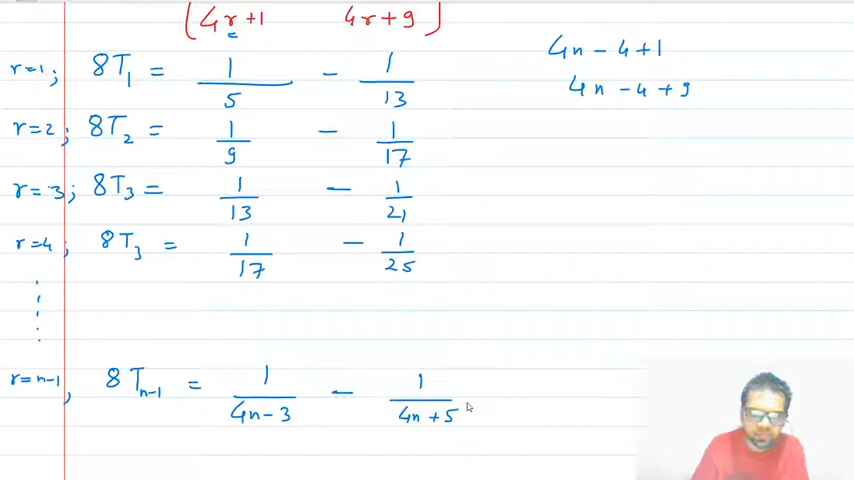 (4r+1 4r+9)
r=1; 8T₁ = 1/5 - 1/13
4n-4+1
4n-4+9
r=2; 8T₂ = 1/9 - 1/17
r=3; 8T₃ = 1/13 - 1/21
r=4; 8T₃ = 1/17 - 1/25
r=n-1, 8Tₙ₋₁ = 1/(4n-3) - 1/(4n+5)